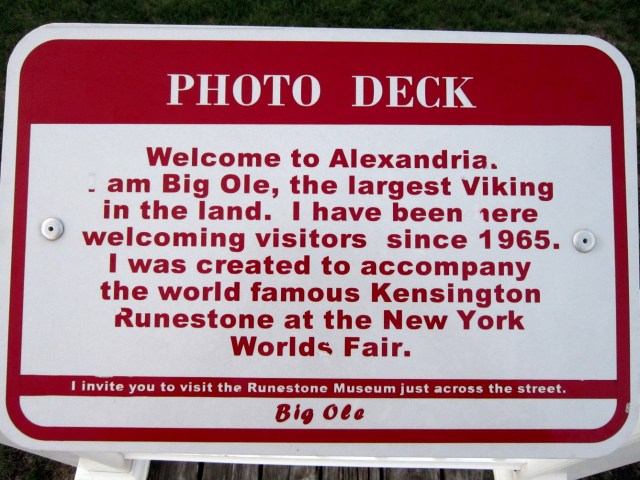 PHOTO DECK
Welcome to Alexandria.
I am Big Ole, the largest Viking
in the land. I have been here
welcoming visitors since 1965.
I was created to accompany
the world famous Kensington
Runestone at the New York
Worlds Fair.
I invite you to visit the Runestone Museum just across the street.
Big Ole